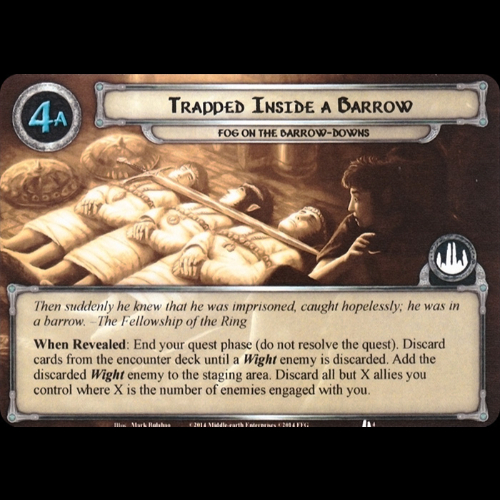 4A
TRAPPED INSIDE A BARROW
FOG ON THE BARROW-DOWNS
Then suddenly he knew that he was imprisoned, caught hopelessly; he was in
a barrow. –The Fellowship of the Ring
When Revealed: End your quest phase (do not resolve the quest). Discard
cards from the encounter deck until a Wight enemy is discarded. Add the
discarded Wight enemy to the staging area. Discard all but X allies you
control where X is the number of enemies engaged with you.
©2014 Middle-earth Enterprises ©2014 FFG